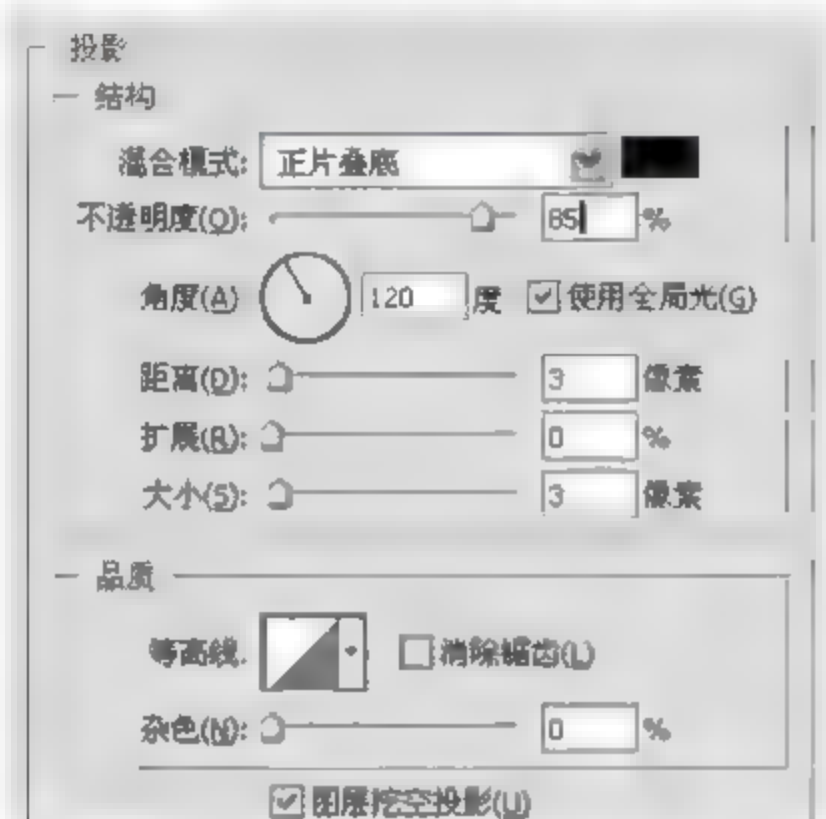 投影
结构
混合模式: 正片叠底
不透明度(O): 85 %
角度(A) 120 度 使用全局光(G)
距离(D): 3 像素
扩展(R): 0 %
大小(S): 3 像素
品质
等高线. 消除锯齿(L)
杂色(N): 0 %
图层挖空投影(U)